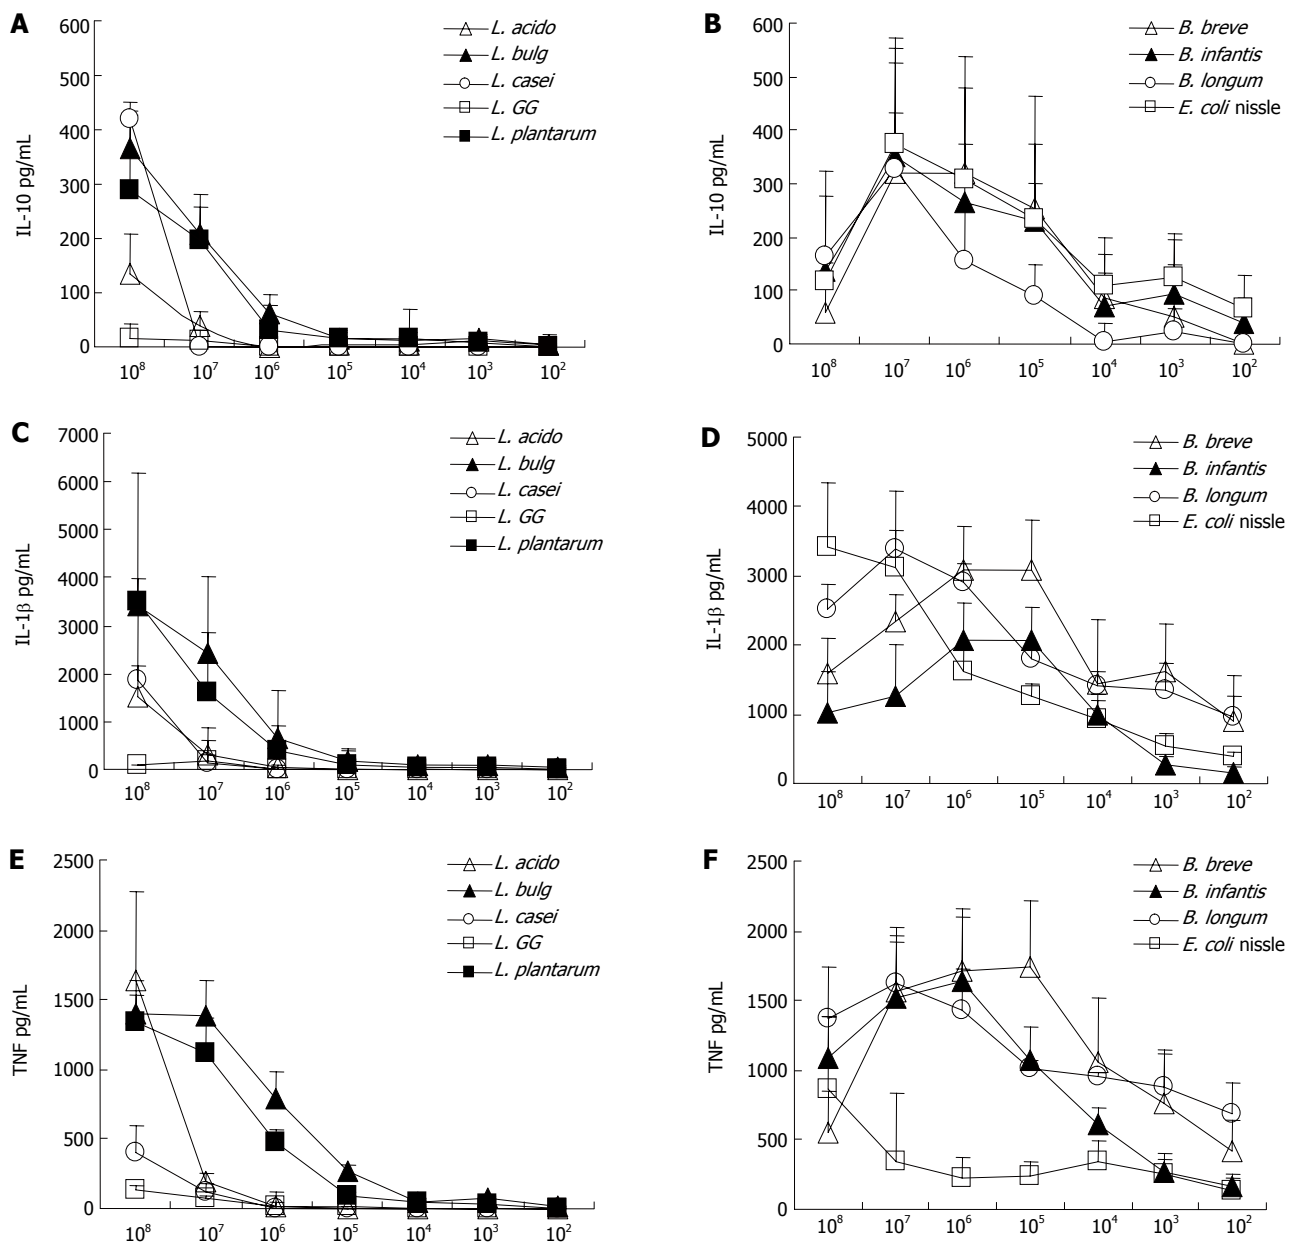 A
IL-10 pg/mL
600
500
400
300
200
100
0
10⁸ 10⁷ 10⁶ 10⁵ 10⁴ 10³ 10²
L. acido
L. bulg
L. casei
L. GG
L. plantarum
B
IL-10 pg/mL
600
500
400
300
200
100
0
10⁸ 10⁷ 10⁶ 10⁵ 10⁴ 10³ 10²
B. breve
B. infantis
B. longum
E. coli nissle
C
IL-1β pg/mL
7000
6000
5000
4000
3000
2000
1000
0
10⁸ 10⁷ 10⁶ 10⁵ 10⁴ 10³ 10²
L. acido
L. bulg
L. casei
L. GG
L. plantarum
D
IL-1β pg/mL
5000
4000
3000
2000
1000
0
10⁸ 10⁷ 10⁶ 10⁵ 10⁴ 10³ 10²
B. breve
B. infantis
B. longum
E. coli nissle
E
TNF pg/mL
2500
2000
1500
1000
500
0
10⁸ 10⁷ 10⁶ 10⁵ 10⁴ 10³ 10²
L. acido
L. bulg
L. casei
L. GG
L. plantarum
F
TNF pg/mL
2500
2000
1500
1000
500
0
10⁸ 10⁷ 10⁶ 10⁵ 10⁴ 10³ 10²
B. breve
B. infantis
B. longum
E. coli nissle